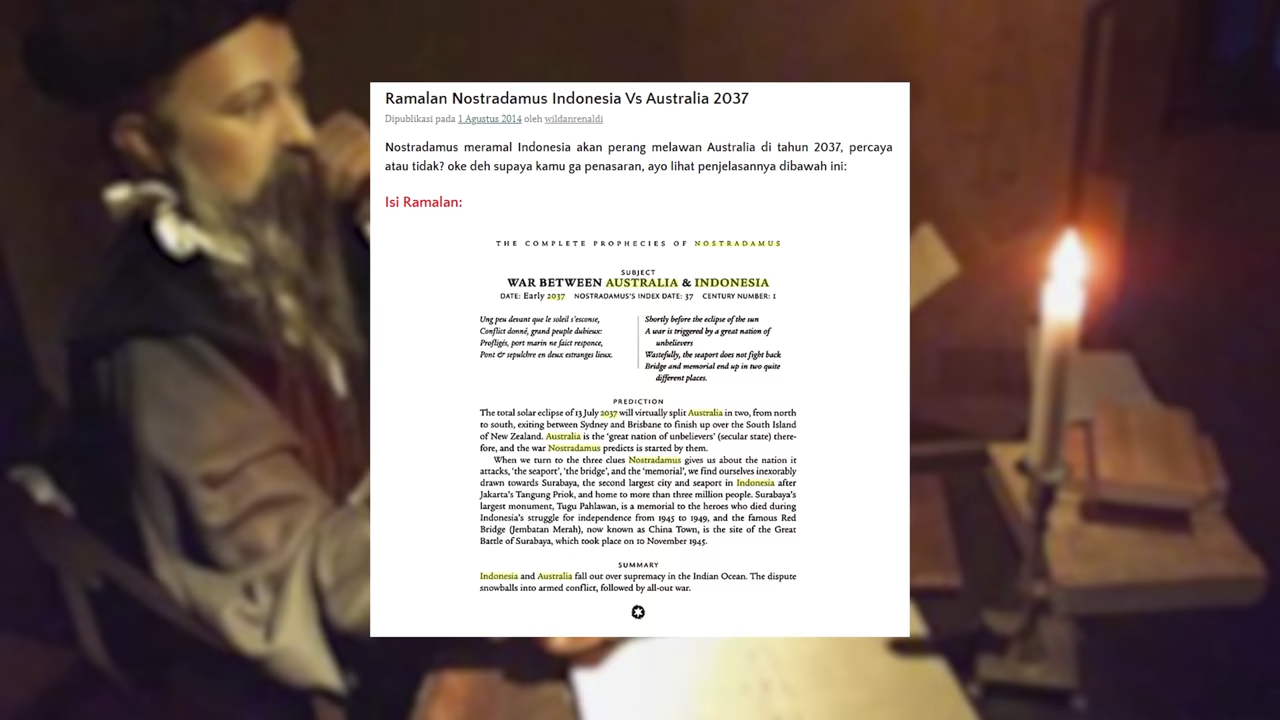 Ramalan Nostradamus Indonesia Vs Australia 2037
Dipublikasi pada 1 Agustus 2014 oleh wildanrenaldi
Nostradamus meramal Indonesia akan perang melawan Australia di tahun 2037, percaya
atau tidak? oke deh supaya kamu ga penasaran, ayo lihat penjelasannya dibawah ini:
Isi Ramalan:
THE COMPLETE PROPHECIES OF NOSTRADAMUS
SUBJECT
WAR BETWEEN AUSTRALIA & INDONESIA
DATE: Early 2037 NOSTRADAMUS'S INDEX DATE: 37 CENTURY NUMBER: 1
Ung peu devant que le soleil s'esconse,
Conflict donné, grand peuple dubieux:
Profligés, port marin ne faict responce,
Pont & sepulchre en deux estranges lieux.
Shortly before the eclipse of the sun
A war is triggered by a great nation of
unbelievers
Wastefully, the seaport does not fight back
Bridge and memorial end up in two quite
different places.
PREDICTION
The total solar eclipse of 13 July 2037 will virtually split Australia in two, from north
to south, exiting between Sydney and Brisbane to finish up over the South Island
of New Zealand. Australia is the 'great nation of unbelievers' (secular state) there-
fore, and the war Nostradamus predicts is started by them.
When we turn to the three clues Nostradamus gives us about the nation it
attacks, 'the seaport', 'the bridge', and the 'memorial', we find ourselves inexorably
drawn towards Surabaya, the second largest city and seaport in Indonesia after
Jakarta's Tangung Priok, and home to more than three million people. Surabaya's
largest monument, Tugu Pahlawan, is a memorial to the heroes who died during
Indonesia's struggle for independence from 1945 to 1949, and the famous Red
Bridge (Jembatan Merah), now known as China Town, is the site of the Great
Battle of Surabaya, which took place on 10 November 1945.
SUMMARY
Indonesia and Australia fall out over supremacy in the Indian Ocean. The dispute
snowballs into armed conflict, followed by all-out war.